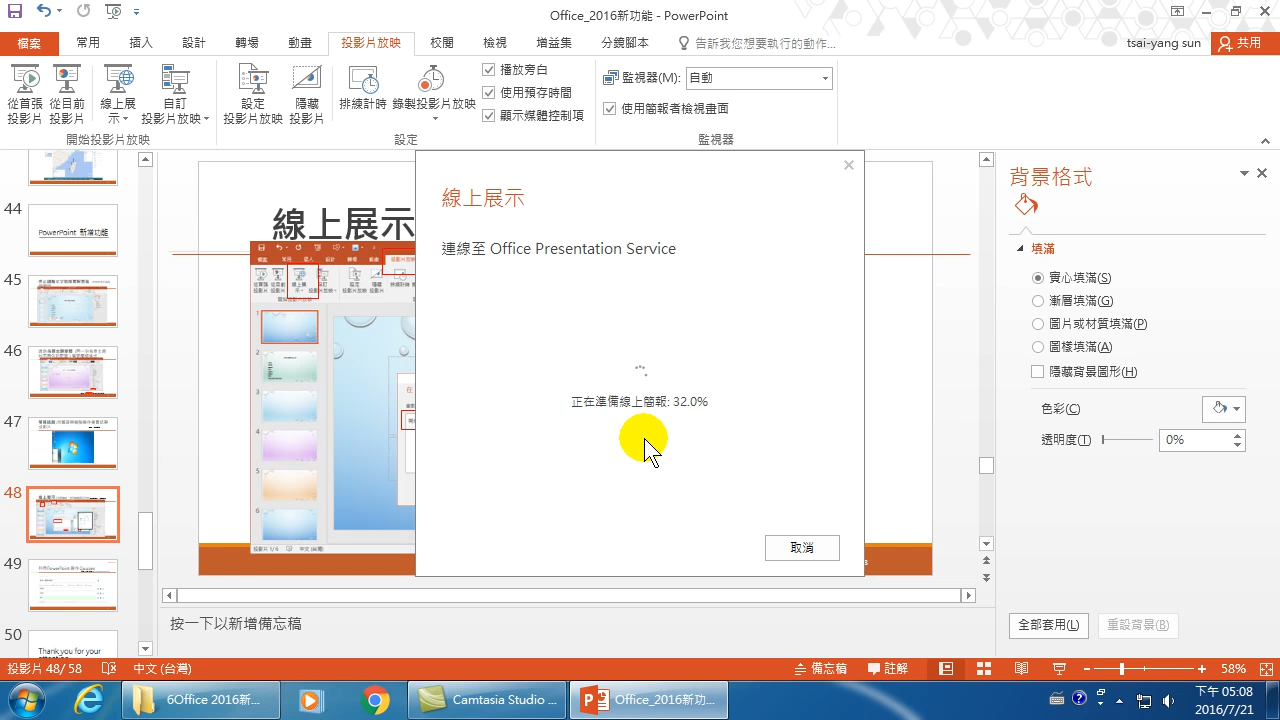 Office_2016新功能 - PowerPoint
檔案 常用 插入 設計 轉場 動畫 投影片放映 校閱 檢視 增益集 分鏡腳本 告訴我您想要執行的動作... tsai-yang sun 共用
從首張投影片 從目前投影片 線上展示 自訂投影片放映 設定投影片放映 隱藏投影片 排練計時 錄製投影片放映
播放旁白
使用預存時間
顯示媒體控制項
監視器(M): 自動
使用簡報者檢視畫面
開始投影片放映 設定 監視器
44
PowerPoint 新增功能
45
46
47
48
49
50
Thank you for your
線上展示
線上展示
連線至 Office Presentation Service
正在準備線上簡報: 32.0%
取消
投影片 1/6 中文 (台灣)
按一下以新增備忘稿
背景格式
填滿
實心填滿(S)
漸層填滿(G)
圖片或材質填滿(P)
圖樣填滿(A)
隱藏背景圖形(H)
色彩(C)
透明度(T) 0%
全部套用(L) 重設背景(B)
投影片 48/ 58 中文 (台灣) 備忘稿 註解 58%
6Office 2016新... Camtasia Studio ... Office_2016新功... 下午 05:08
2016/7/21